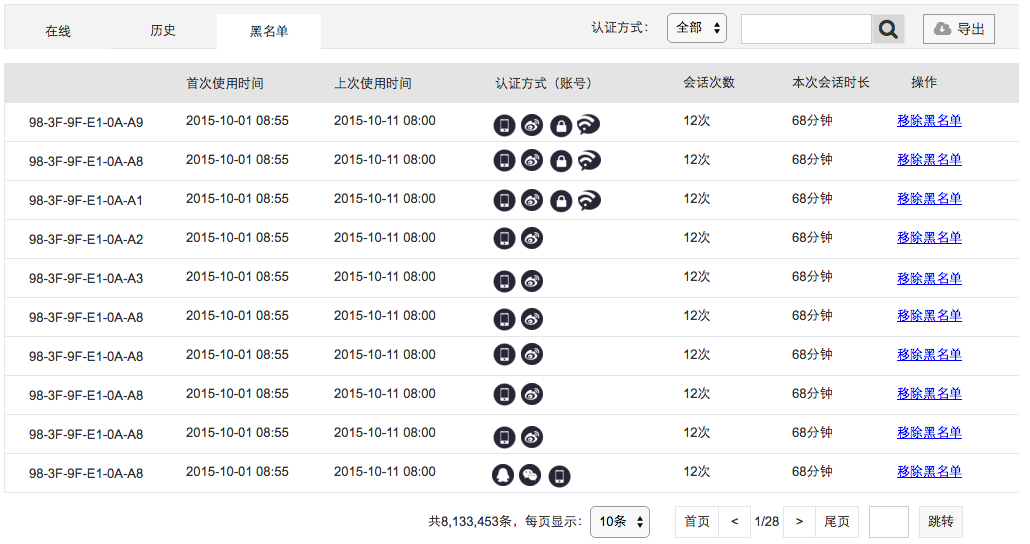 在线 历史 黑名单 认证方式： 全部 导出
首次使用时间 上次使用时间 认证方式（账号） 会话次数 本次会话时长 操作
98-3F-9F-E1-0A-A9 2015-10-01 08:55 2015-10-11 08:00 12次 68分钟 移除黑名单
98-3F-9F-E1-0A-A8 2015-10-01 08:55 2015-10-11 08:00 12次 68分钟 移除黑名单
98-3F-9F-E1-0A-A1 2015-10-01 08:55 2015-10-11 08:00 12次 68分钟 移除黑名单
98-3F-9F-E1-0A-A2 2015-10-01 08:55 2015-10-11 08:00 12次 68分钟 移除黑名单
98-3F-9F-E1-0A-A3 2015-10-01 08:55 2015-10-11 08:00 12次 68分钟 移除黑名单
98-3F-9F-E1-0A-A8 2015-10-01 08:55 2015-10-11 08:00 12次 68分钟 移除黑名单
98-3F-9F-E1-0A-A8 2015-10-01 08:55 2015-10-11 08:00 12次 68分钟 移除黑名单
98-3F-9F-E1-0A-A8 2015-10-01 08:55 2015-10-11 08:00 12次 68分钟 移除黑名单
98-3F-9F-E1-0A-A8 2015-10-01 08:55 2015-10-11 08:00 12次 68分钟 移除黑名单
98-3F-9F-E1-0A-A8 2015-10-01 08:55 2015-10-11 08:00 12次 68分钟 移除黑名单
共8,133,453条，每页显示： 10条 首页 < 1/28 > 尾页 跳转